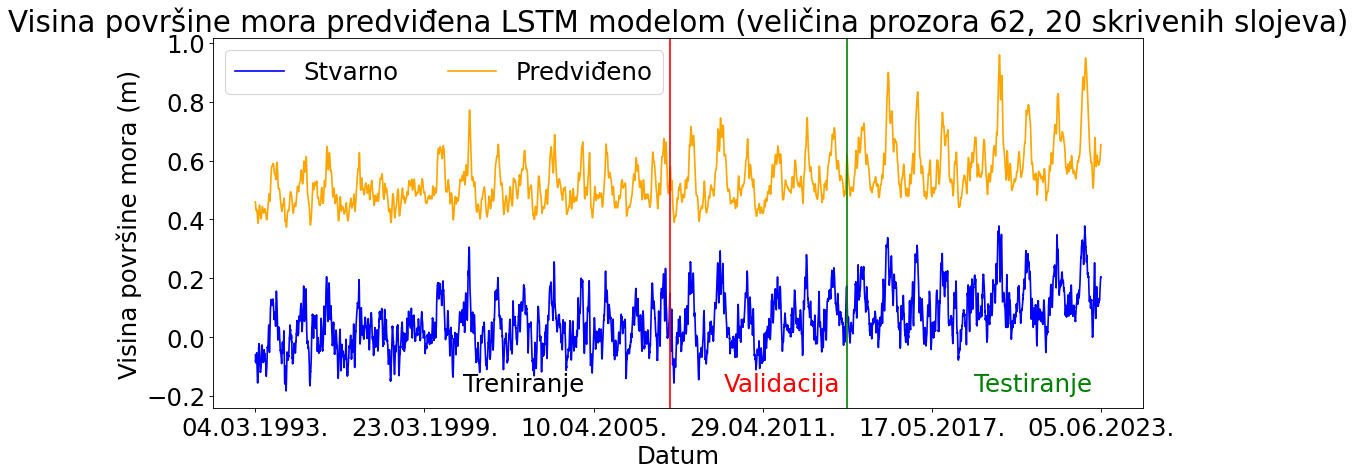 Visina površine mora predviđena LSTM modelom (veličina prozora 62, 20 skrivenih slojeva)
Stvarno Predviđeno
Visina površine mora (m)
1.0
0.8
0.6
0.4
0.2
0.0
−0.2
Treniranje Validacija Testiranje
04.03.1993. 23.03.1999. 10.04.2005. 29.04.2011. 17.05.2017. 05.06.2023.
Datum